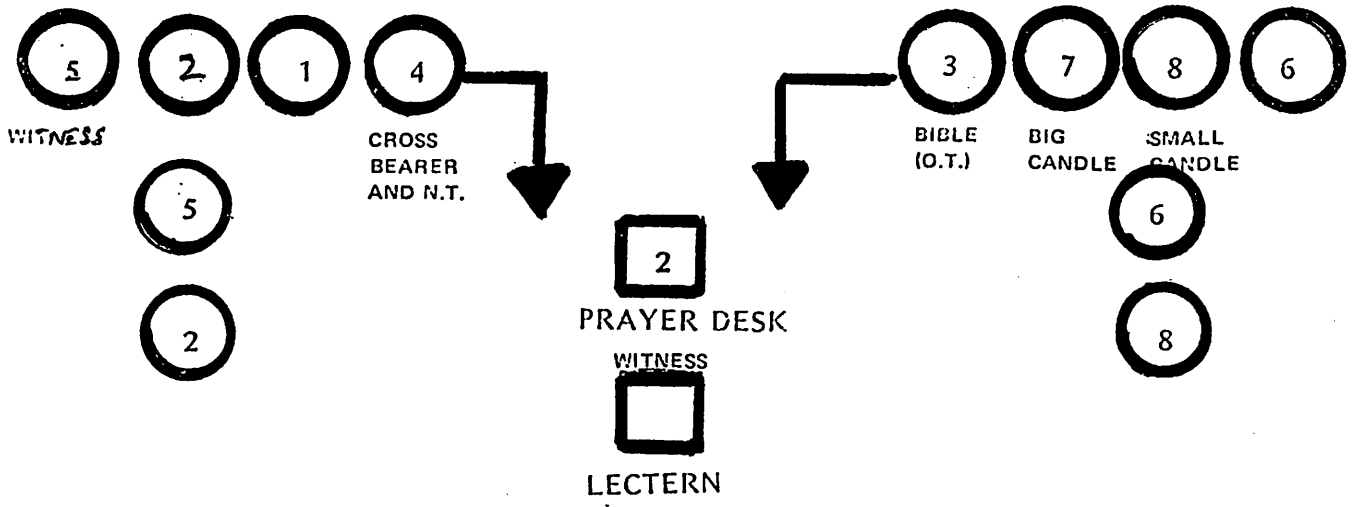 5 2 1 4 3 7 8 6
WITNESS
CROSS
BEARER
AND N.T.
BIBLE
(O.T.)
BIG
CANDLE
SMALL
CANDLE
5 6
2
PRAYER DESK
2 8
WITNESS
LECTERN